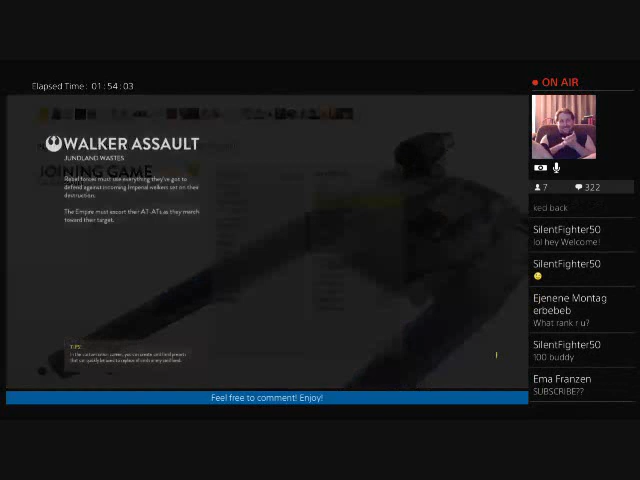 Elapsed Time: 01:54:03
ON AIR
WALKER ASSAULT
JUNDLAND WASTES
JOINING GAME
Rebel forces must use everything they've got to
defend against incoming Imperial walkers set on their
destruction.
The Empire must escort their AT-ATs as they march
toward their target.
TIPS
7
322
ked back
SilentFighter50
lol hey Welcome!
SilentFighter50
Ejenene Montag
erbebeb
What rank r u?
SilentFighter50
100 buddy
Ema Franzen
SUBSCRIBE??
Feel free to comment! Enjoy!